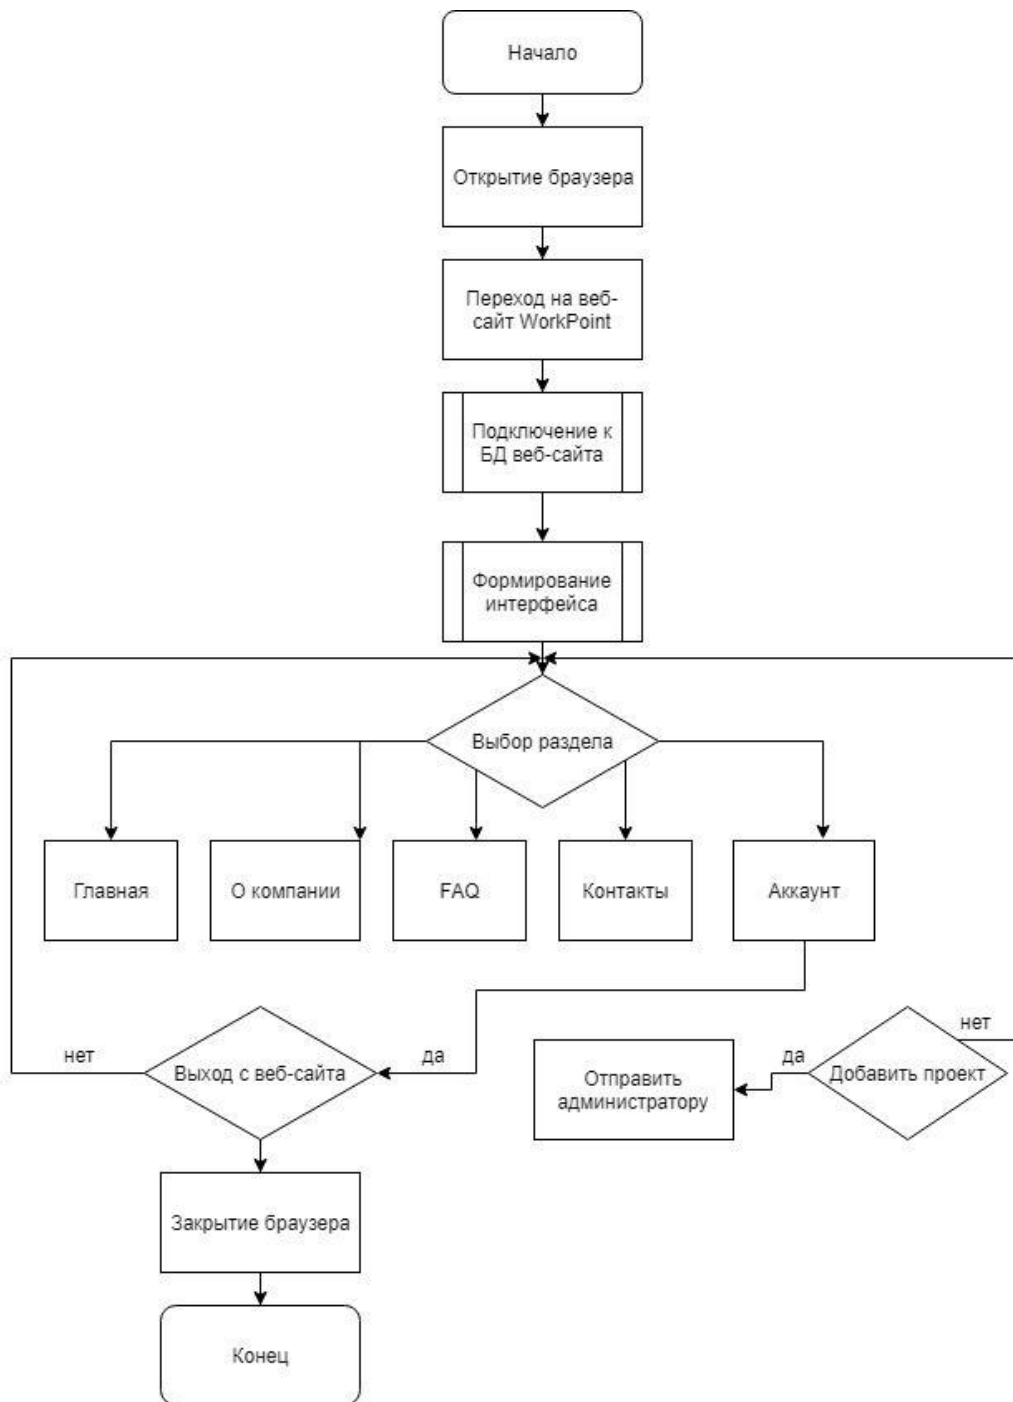 Начало
Открытие браузера
Переход на веб-
сайт WorkPoint
Подключение к
БД веб-сайта
Формирование
интерфейса
Выбор раздела
Главная
О компании
FAQ
Контакты
Аккаунт
нет
Выход с веб-сайта
да
Отправить
администратору
да
Добавить проект
нет
Закрытие браузера
Конец